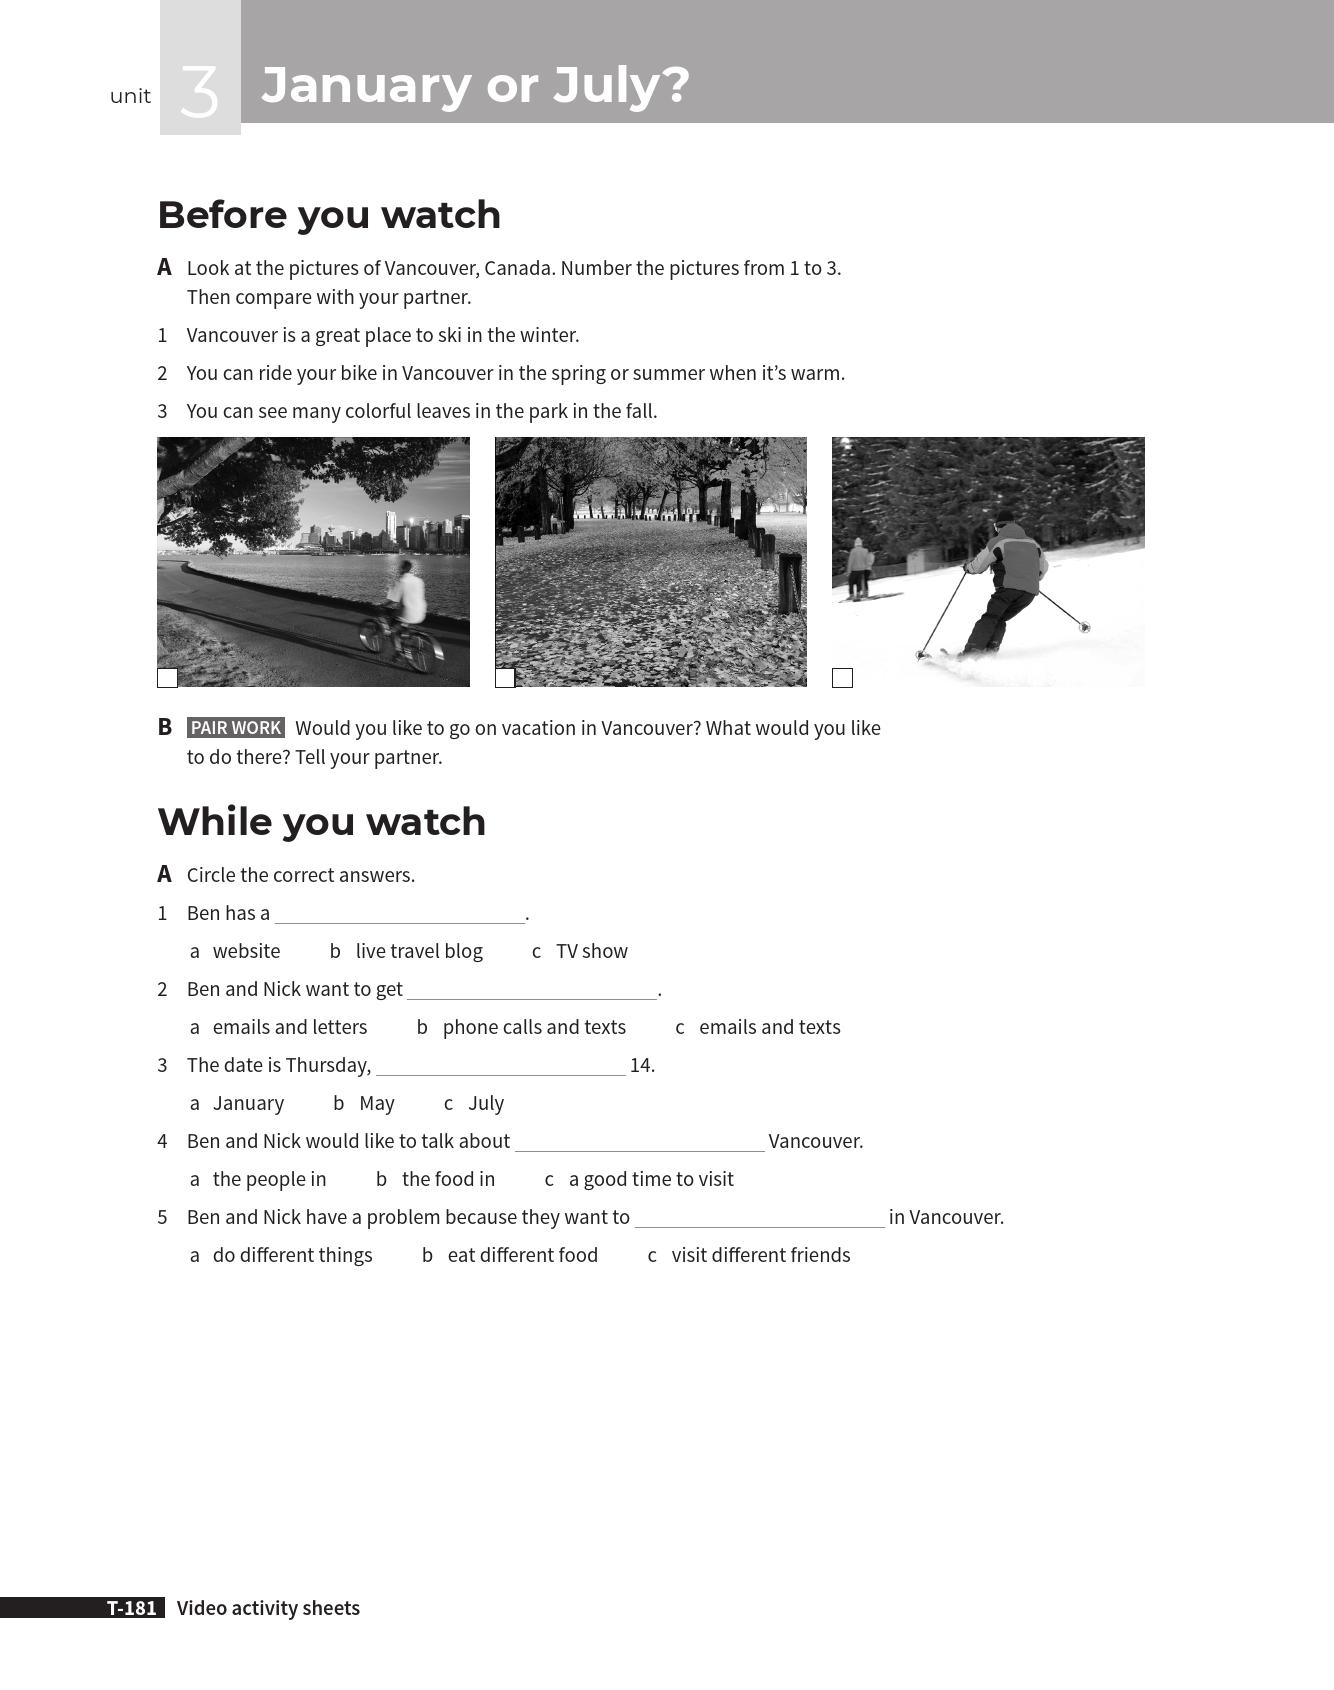 unit 3 January or July?
Before you watch
A Look at the pictures of Vancouver, Canada. Number the pictures from 1 to 3.
Then compare with your partner.
1 Vancouver is a great place to ski in the winter.
2 You can ride your bike in Vancouver in the spring or summer when it’s warm.
3 You can see many colorful leaves in the park in the fall.
B PAIR WORK Would you like to go on vacation in Vancouver? What would you like
to do there? Tell your partner.
While you watch
A Circle the correct answers.
1 Ben has a ________________________.
a website b live travel blog c TV show
2 Ben and Nick want to get ________________________.
a emails and letters b phone calls and texts c emails and texts
3 The date is Thursday, ________________________ 14.
a January b May c July
4 Ben and Nick would like to talk about ________________________ Vancouver.
a the people in b the food in c a good time to visit
5 Ben and Nick have a problem because they want to ________________________ in Vancouver.
a do different things b eat different food c visit different friends
T-181 Video activity sheets